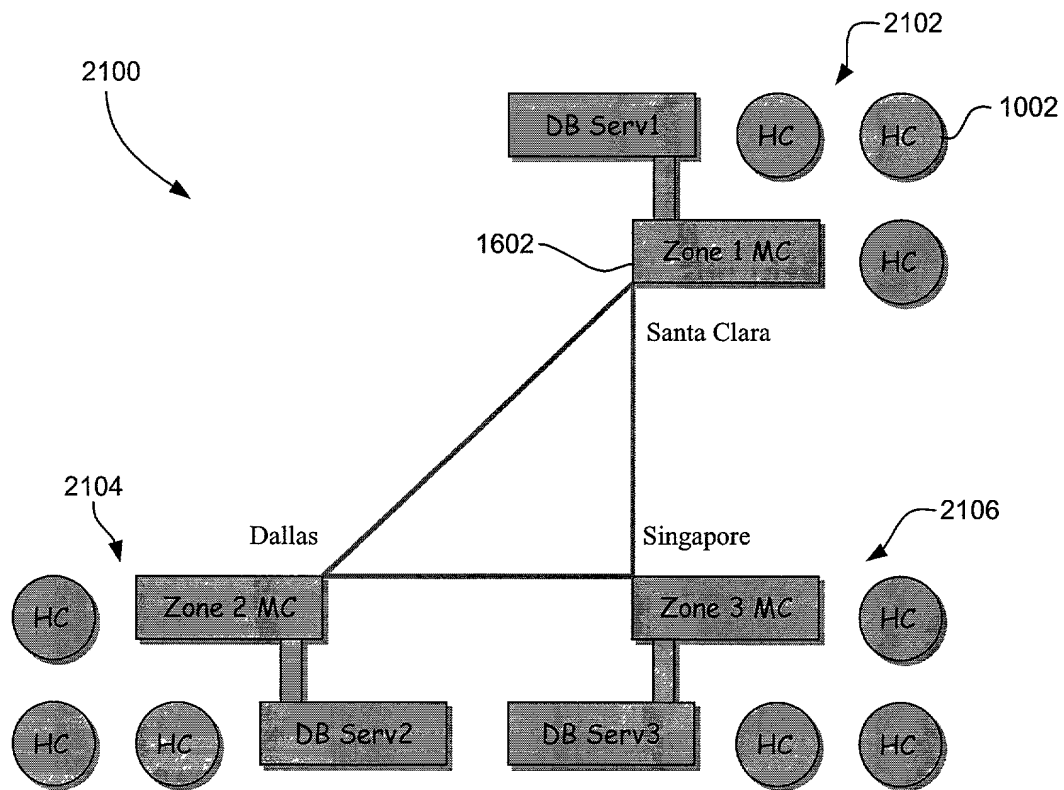 2102
2100
1002
DB Serv1
HC
HC
1602
Zone 1 MC
HC
Santa Clara
2104
Dallas
Singapore
2106
HC
Zone 2 MC
Zone 3 MC
HC
HC
HC
DB Serv2
DB Serv3
HC
HC